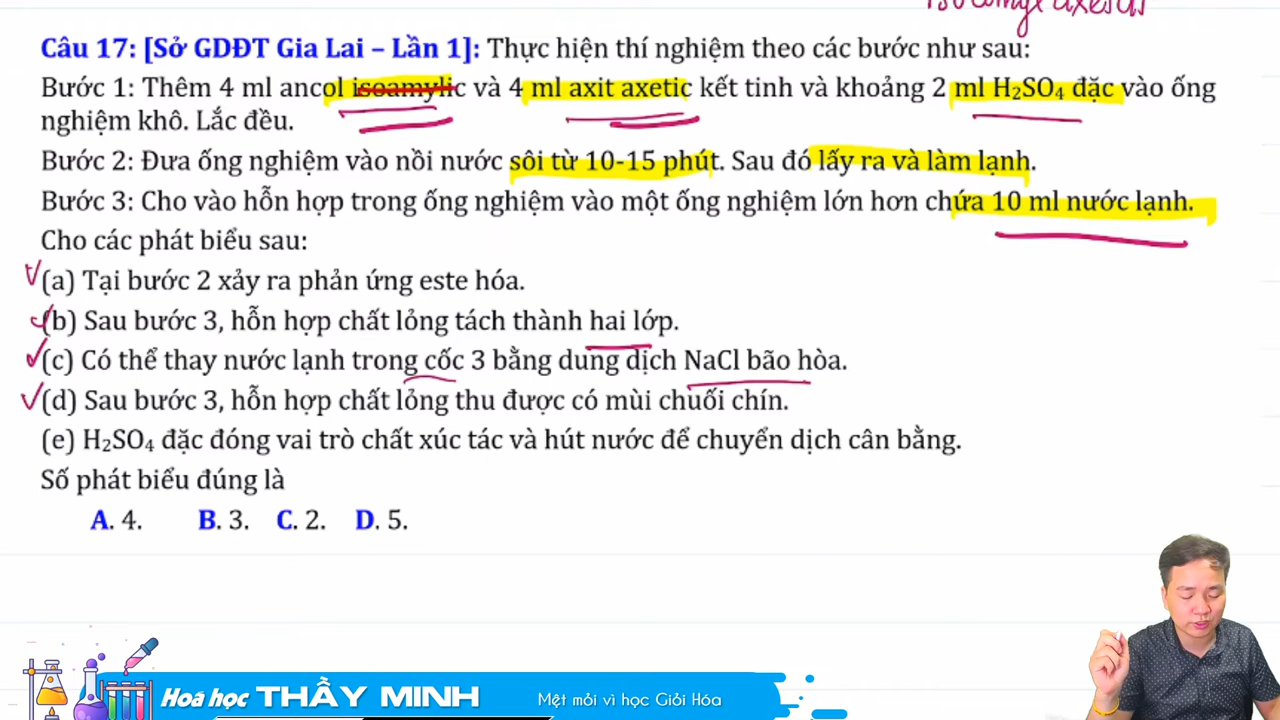 isoamyl axetat
Câu 17: [Sở GDĐT Gia Lai – Lần 1]: Thực hiện thí nghiệm theo các bước như sau:
Bước 1: Thêm 4 ml ancol isoamylic và 4 ml axit axetic kết tinh và khoảng 2 ml H₂SO₄ đặc vào ống
nghiệm khô. Lắc đều.
Bước 2: Đưa ống nghiệm vào nồi nước sôi từ 10-15 phút. Sau đó lấy ra và làm lạnh.
Bước 3: Cho vào hỗn hợp trong ống nghiệm vào một ống nghiệm lớn hơn chứa 10 ml nước lạnh.
Cho các phát biểu sau:
(a) Tại bước 2 xảy ra phản ứng este hóa.
(b) Sau bước 3, hỗn hợp chất lỏng tách thành hai lớp.
(c) Có thể thay nước lạnh trong cốc 3 bằng dung dịch NaCl bão hòa.
(d) Sau bước 3, hỗn hợp chất lỏng thu được có mùi chuối chín.
(e) H₂SO₄ đặc đóng vai trò chất xúc tác và hút nước để chuyển dịch cân bằng.
Số phát biểu đúng là
A. 4. B. 3. C. 2. D. 5.
Hoá học THẦY MINH Mệt mỏi vì học Giỏi Hóa